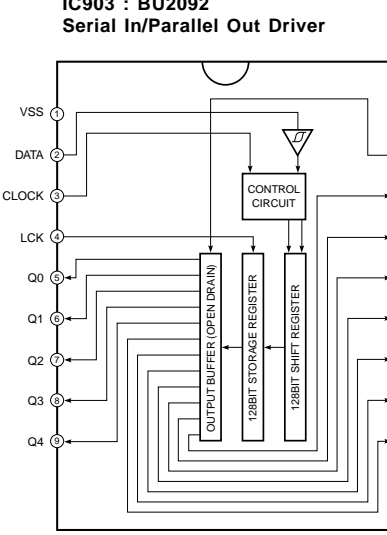 IC903 : BU2092
Serial In/Parallel Out Driver
VSS 1
DATA 2
CLOCK 3
LCK 4
Q0 5
Q1 6
Q2 7
Q3 8
Q4 9
CONTROL
CIRCUIT
OUTPUT BUFFER (OPEN DRAIN)
128BIT STORAGE REGISTER
128BIT SHIFT REGISTER